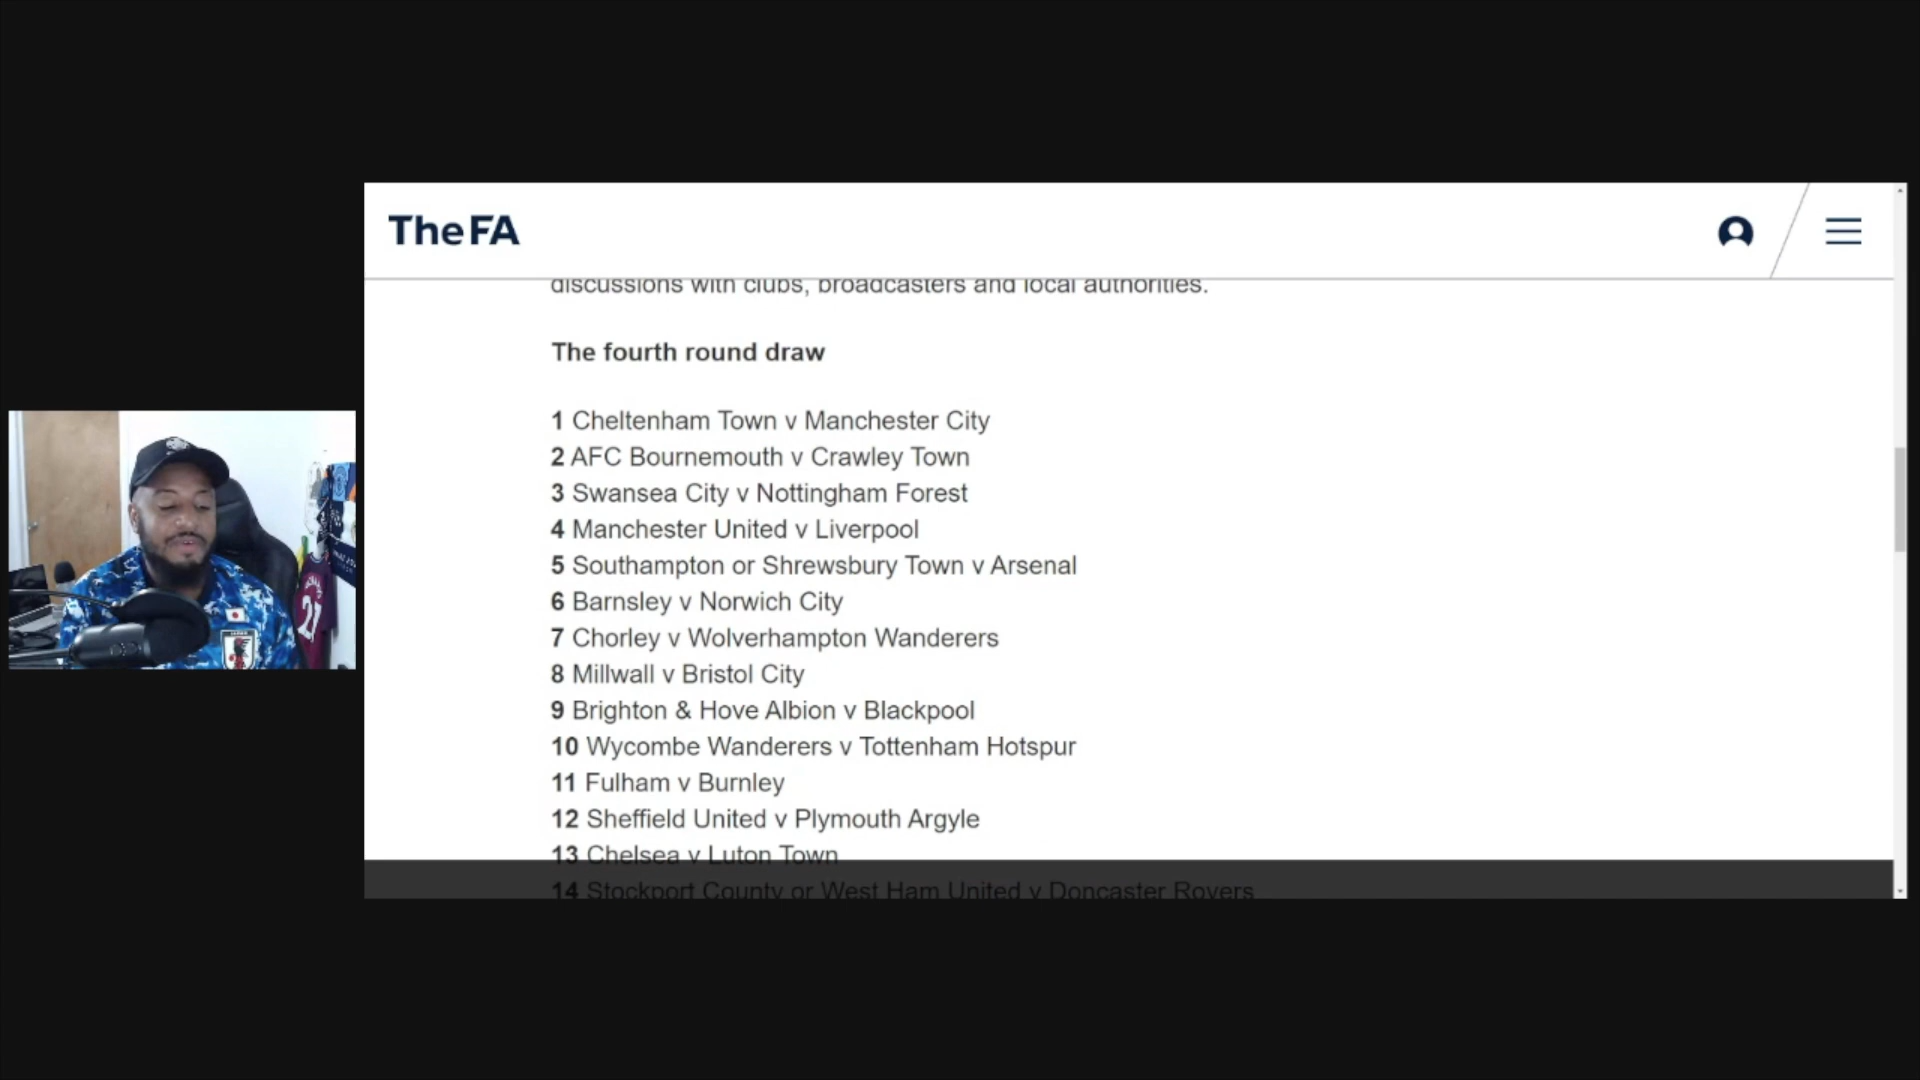 The FA
discussions with clubs, broadcasters and local authorities.
The fourth round draw
1 Cheltenham Town v Manchester City
2 AFC Bournemouth v Crawley Town
3 Swansea City v Nottingham Forest
4 Manchester United v Liverpool
5 Southampton or Shrewsbury Town v Arsenal
6 Barnsley v Norwich City
7 Chorley v Wolverhampton Wanderers
8 Millwall v Bristol City
9 Brighton & Hove Albion v Blackpool
10 Wycombe Wanderers v Tottenham Hotspur
11 Fulham v Burnley
12 Sheffield United v Plymouth Argyle
13 Chelsea v Luton Town
14 Stockport County or West Ham United v Doncaster Rovers
21